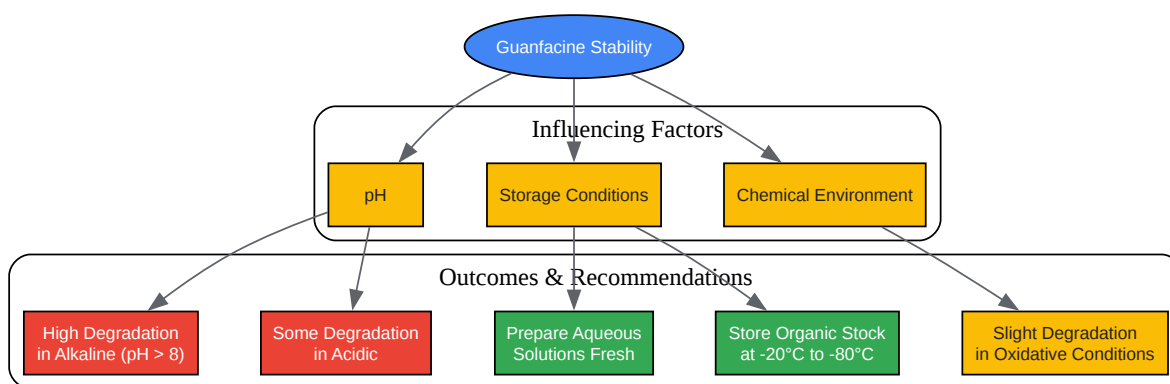 Guanfacine Stability
Influencing Factors
pH
Storage Conditions
Chemical Environment
Outcomes & Recommendations
High Degradation
in Alkaline (pH > 8)
Some Degradation
in Acidic
Prepare Aqueous
Solutions Fresh
Store Organic Stock
at -20°C to -80°C
Slight Degradation
in Oxidative Conditions